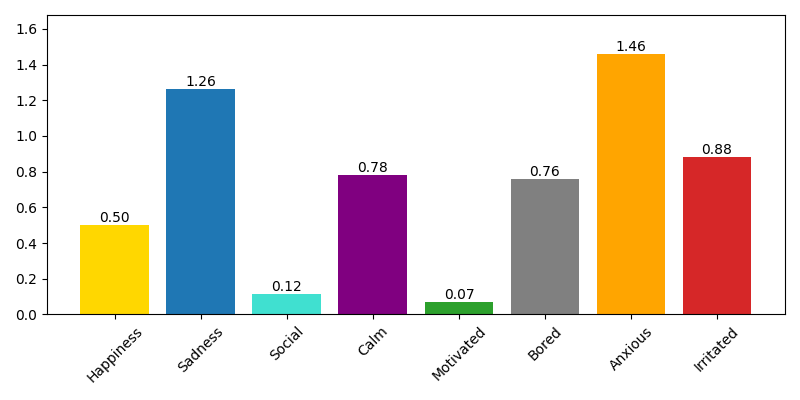 1.6
1.4
1.2
1.0
0.8
0.6
0.4
0.2
0.0
0.50
1.26
0.12
0.78
0.07
0.76
1.46
0.88
Happiness
Sadness
Social
Calm
Motivated
Bored
Anxious
Irritated